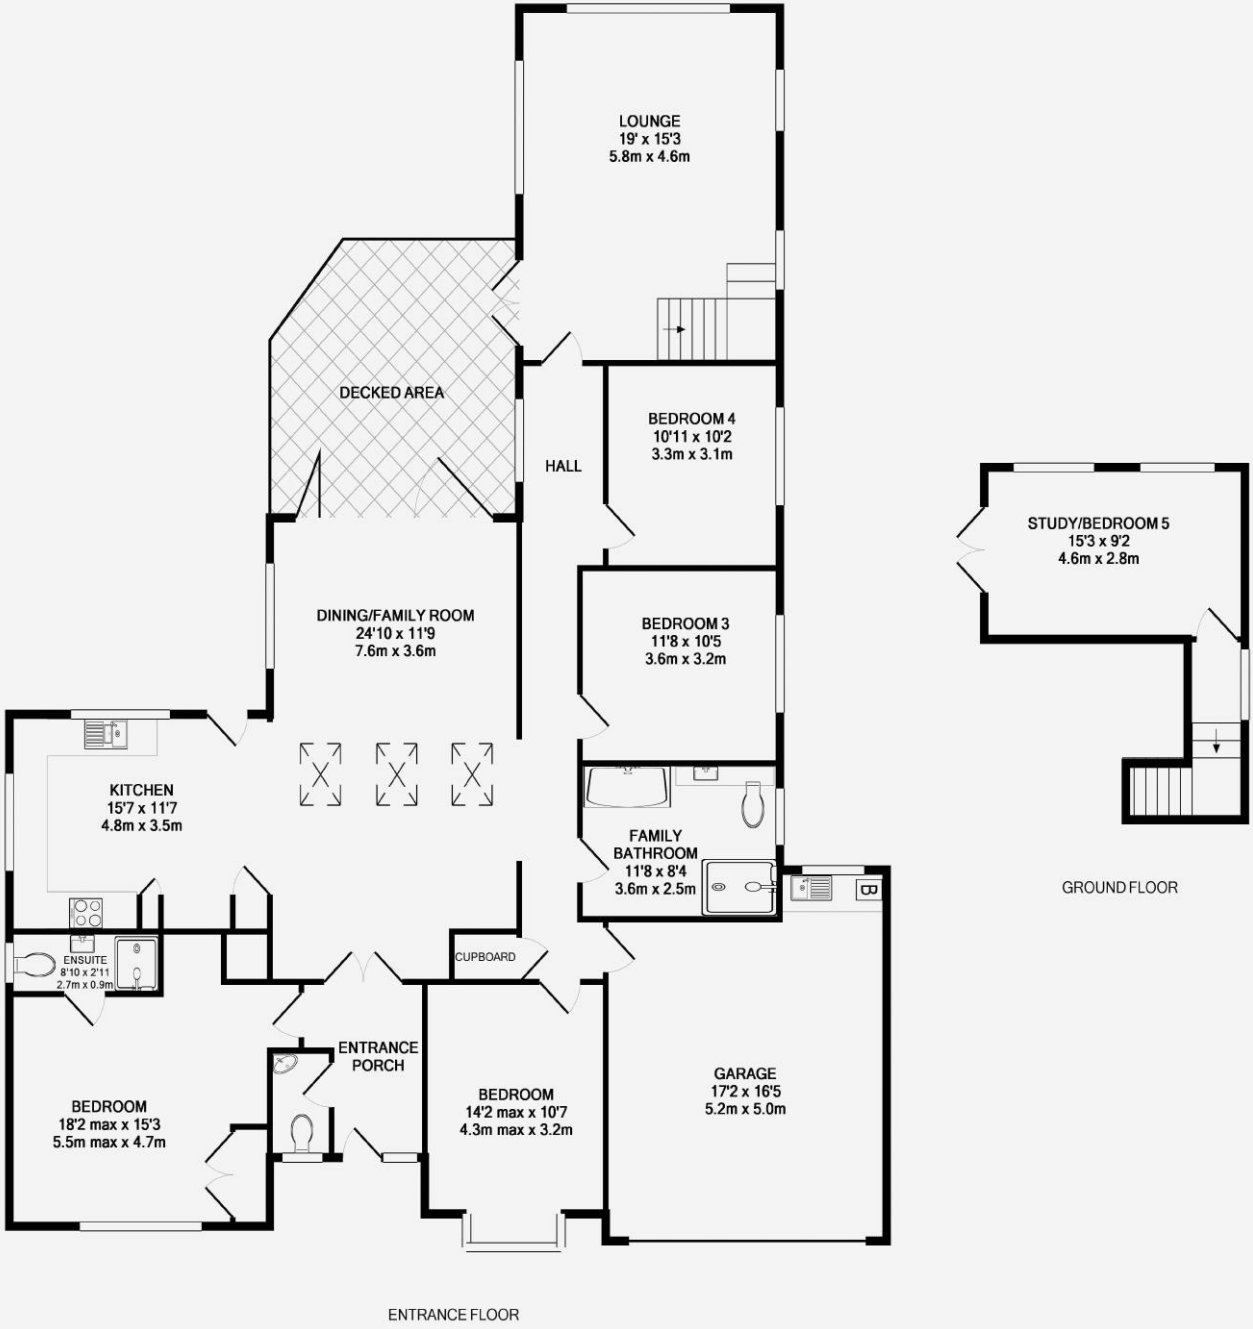 LOUNGE
19' x 15'3
5.8m x 4.6m
DECKED AREA
BEDROOM 4
10'11 x 10'2
3.3m x 3.1m
HALL
STUDY/BEDROOM 5
15'3 x 9'2
4.6m x 2.8m
DINING/FAMILY ROOM
24'10 x 11'9
7.6m x 3.6m
BEDROOM 3
11'8 x 10'5
3.6m x 3.2m
KITCHEN
15'7 x 11'7
4.8m x 3.5m
FAMILY
BATHROOM
11'8 x 8'4
3.6m x 2.5m
B
GROUND FLOOR
ENSUITE
8'10 x 2'11
2.7m x 0.9m
CUPBOARD
ENTRANCE
PORCH
BEDROOM
18'2 max x 15'3
5.5m max x 4.7m
BEDROOM
14'2 max x 10'7
4.3m max x 3.2m
GARAGE
17'2 x 16'5
5.2m x 5.0m
ENTRANCE FLOOR